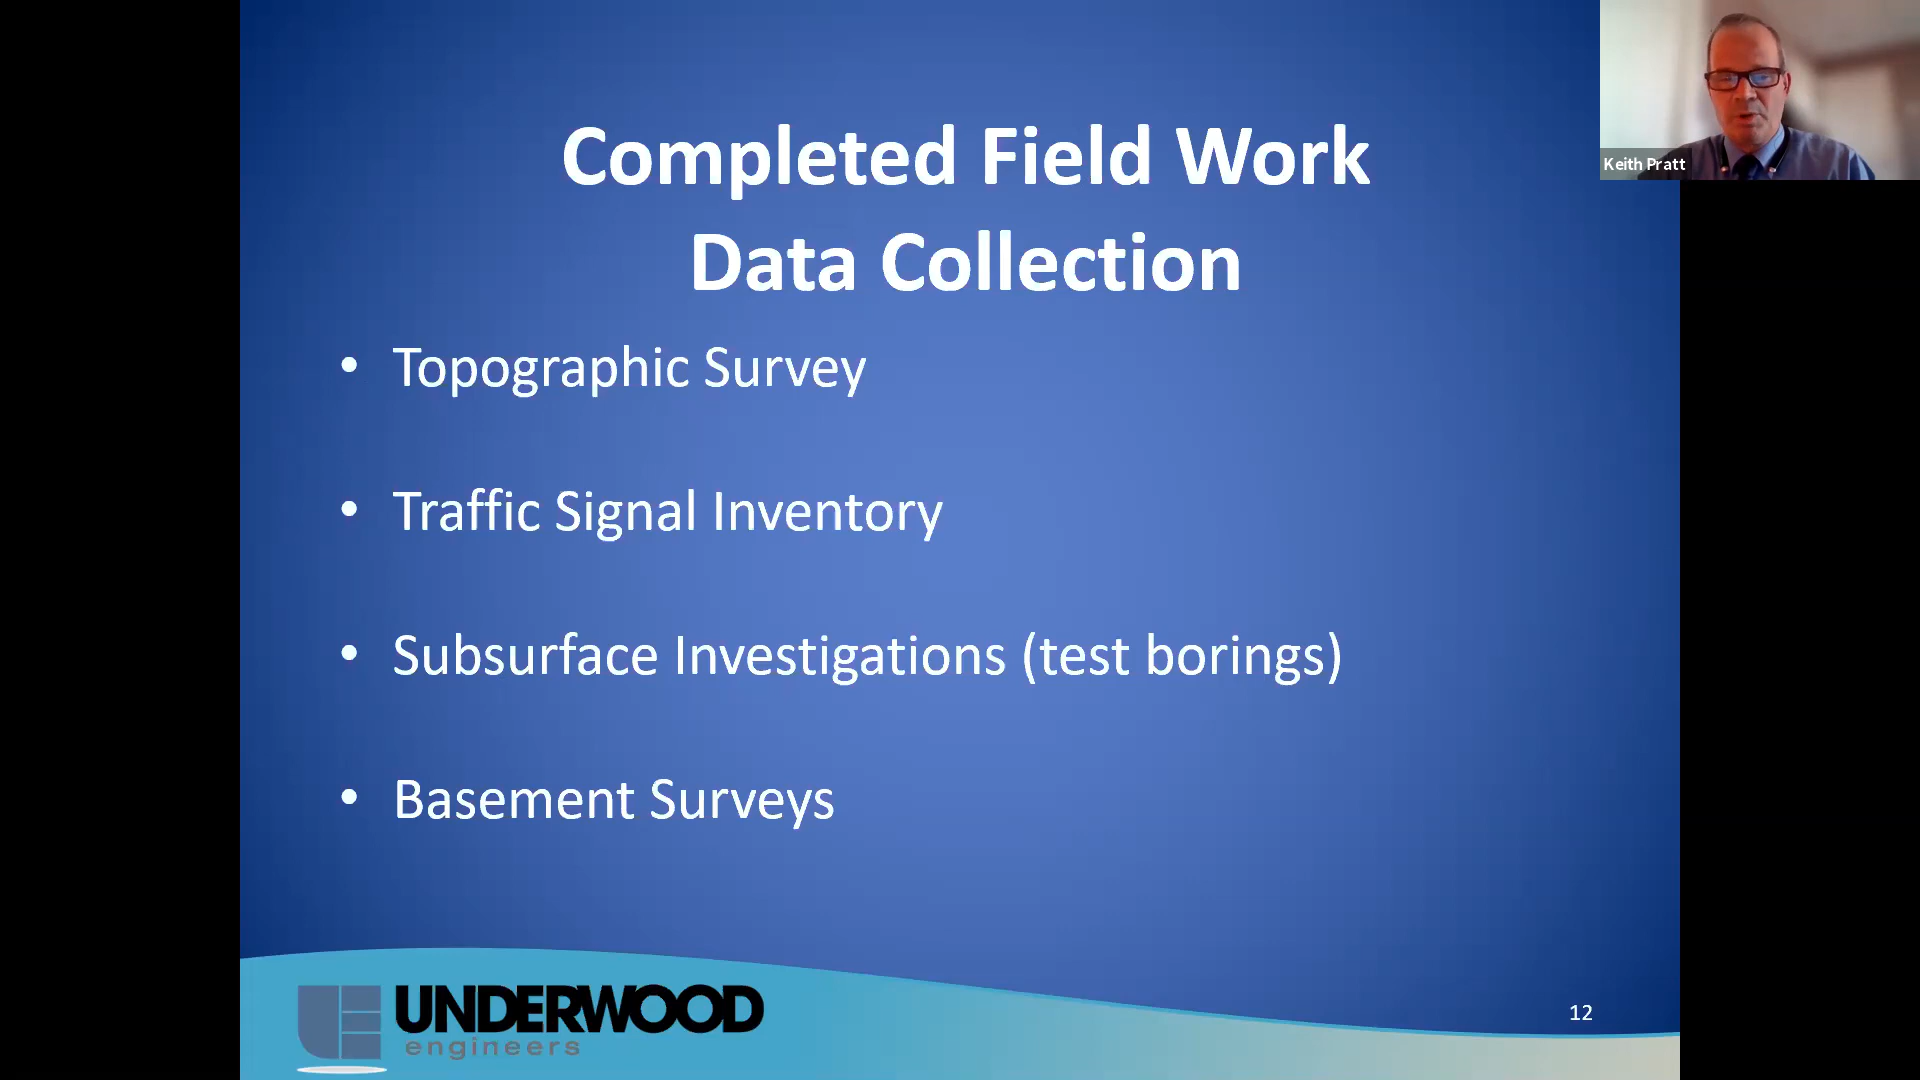 Completed Field Work
Data Collection
• Topographic Survey
• Traffic Signal Inventory
• Subsurface Investigations (test borings)
• Basement Surveys
UNDERWOOD
engineers
12
Keith Pratt